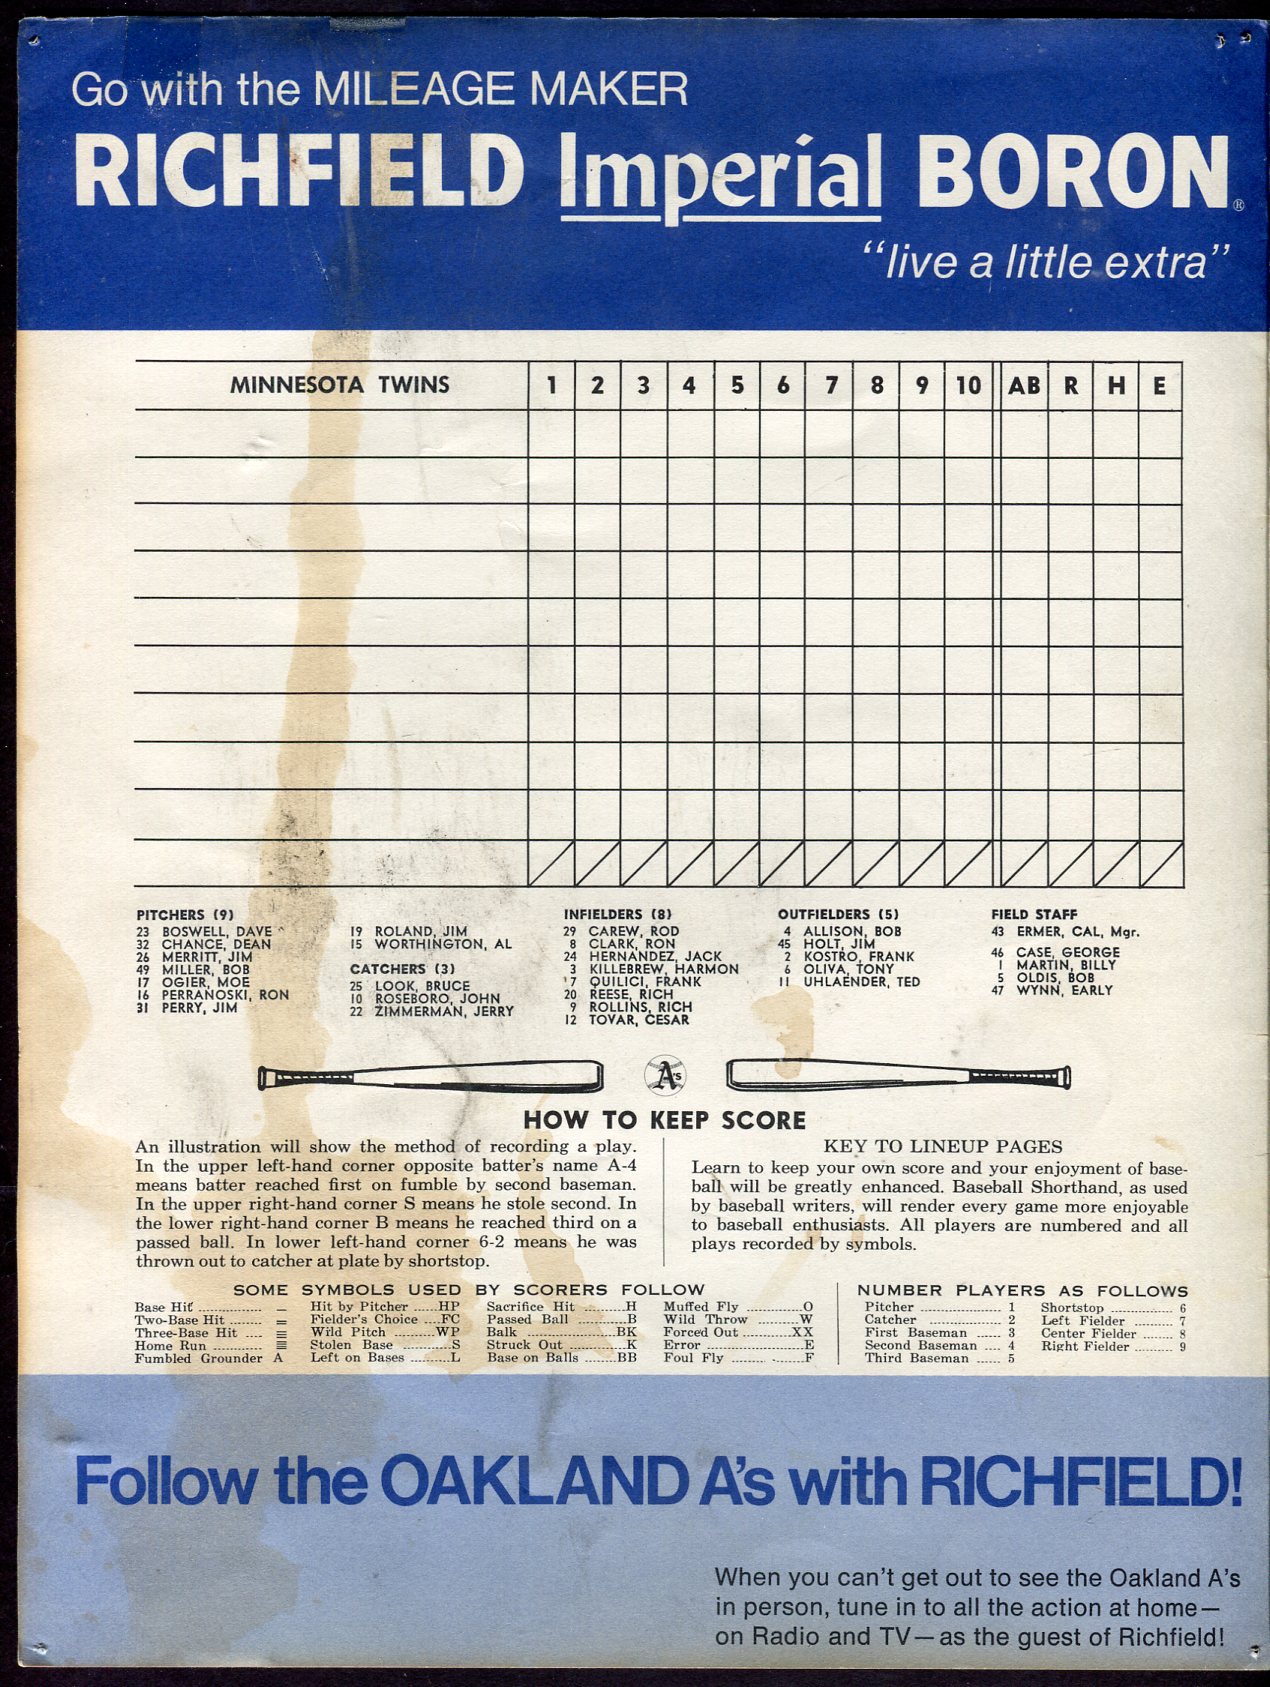 Go with the MILEAGE MAKER
RICHFIELD Imperial BORON®
“live a little extra”
MINNESOTA TWINS 1 2 3 4 5 6 7 8 9 10 AB R H E
PITCHERS (9)
23 BOSWELL, DAVE
32 CHANCE, DEAN
26 MERRITT, JIM
49 MILLER, BOB
17 OGIER, MOE
16 PERRANOSKI, RON
31 PERRY, JIM
19 ROLAND, JIM
15 WORTHINGTON, AL
CATCHERS (3)
25 LOOK, BRUCE
10 ROSEBORO, JOHN
22 ZIMMERMAN, JERRY
INFIELDERS (8)
29 CAREW, ROD
8 CLARK, RON
24 HERNANDEZ, JACK
3 KILLEBREW, HARMON
7 QUILICI, FRANK
20 REESE, RICH
9 ROLLINS, RICH
12 TOVAR, CESAR
OUTFIELDERS (5)
4 ALLISON, BOB
45 HOLT, JIM
2 KOSTRO, FRANK
6 OLIVA, TONY
11 UHLAENDER, TED
FIELD STAFF
43 ERMER, CAL, Mgr.
46 CASE, GEORGE
1 MARTIN, BILLY
5 OLDIS, BOB
47 WYNN, EARLY
A's
HOW TO KEEP SCORE
An illustration will show the method of recording a play.
In the upper left-hand corner opposite batter's name A-4
means batter reached first on fumble by second baseman.
In the upper right-hand corner S means he stole second. In
the lower right-hand corner B means he reached third on a
passed ball. In lower left-hand corner 6-2 means he was
thrown out to catcher at plate by shortstop.
KEY TO LINEUP PAGES
Learn to keep your own score and your enjoyment of base-
ball will be greatly enhanced. Baseball Shorthand, as used
by baseball writers, will render every game more enjoyable
to baseball enthusiasts. All players are numbered and all
plays recorded by symbols.
SOME SYMBOLS USED BY SCORERS FOLLOW
Base Hit ............... –
Two-Base Hit ....... =
Three-Base Hit .... ≡
Home Run ........... ≣
Fumbled Grounder A
Hit by Pitcher ......HP
Fielder's Choice ....FC
Wild Pitch ..........WP
Stolen Base ............S
Left on Bases ..........L
Sacrifice Hit ..........H
Passed Ball ............B
Balk ......................BK
Struck Out ..............K
Base on Balls .......BB
Muffed Fly .............O
Wild Throw ..........W
Forced Out ............XX
Error ......................E
Foul Fly .................F
NUMBER PLAYERS AS FOLLOWS
Pitcher ................... 1
Catcher .................. 2
First Baseman ...... 3
Second Baseman .... 4
Third Baseman ...... 5
Shortstop ............... 6
Left Fielder .......... 7
Center Fielder ....... 8
Right Fielder ......... 9
Follow the OAKLAND A's with RICHFIELD!
When you can't get out to see the Oakland A's
in person, tune in to all the action at home—
on Radio and TV—as the guest of Richfield!